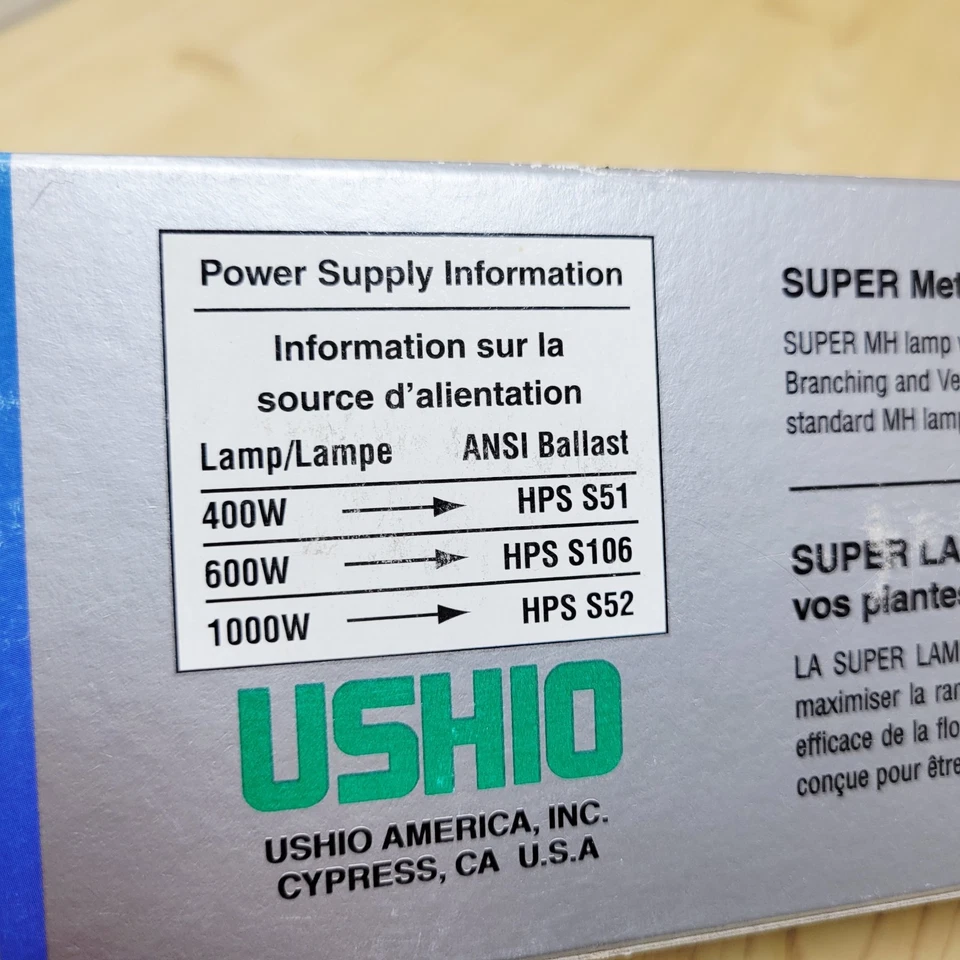 Power Supply Information
Information sur la
source d'alientation
Lamp/Lampe ANSI Ballast
400W HPS S51
600W HPS S106
1000W HPS S52
USHIO
USHIO AMERICA, INC.
CYPRESS, CA U.S.A
SUPER
SUPER MH lamp
Branching and
standard MH lamp
SUPER
vos plantes
LA SUPER
maximiser la
efficace de la
conçue pour être